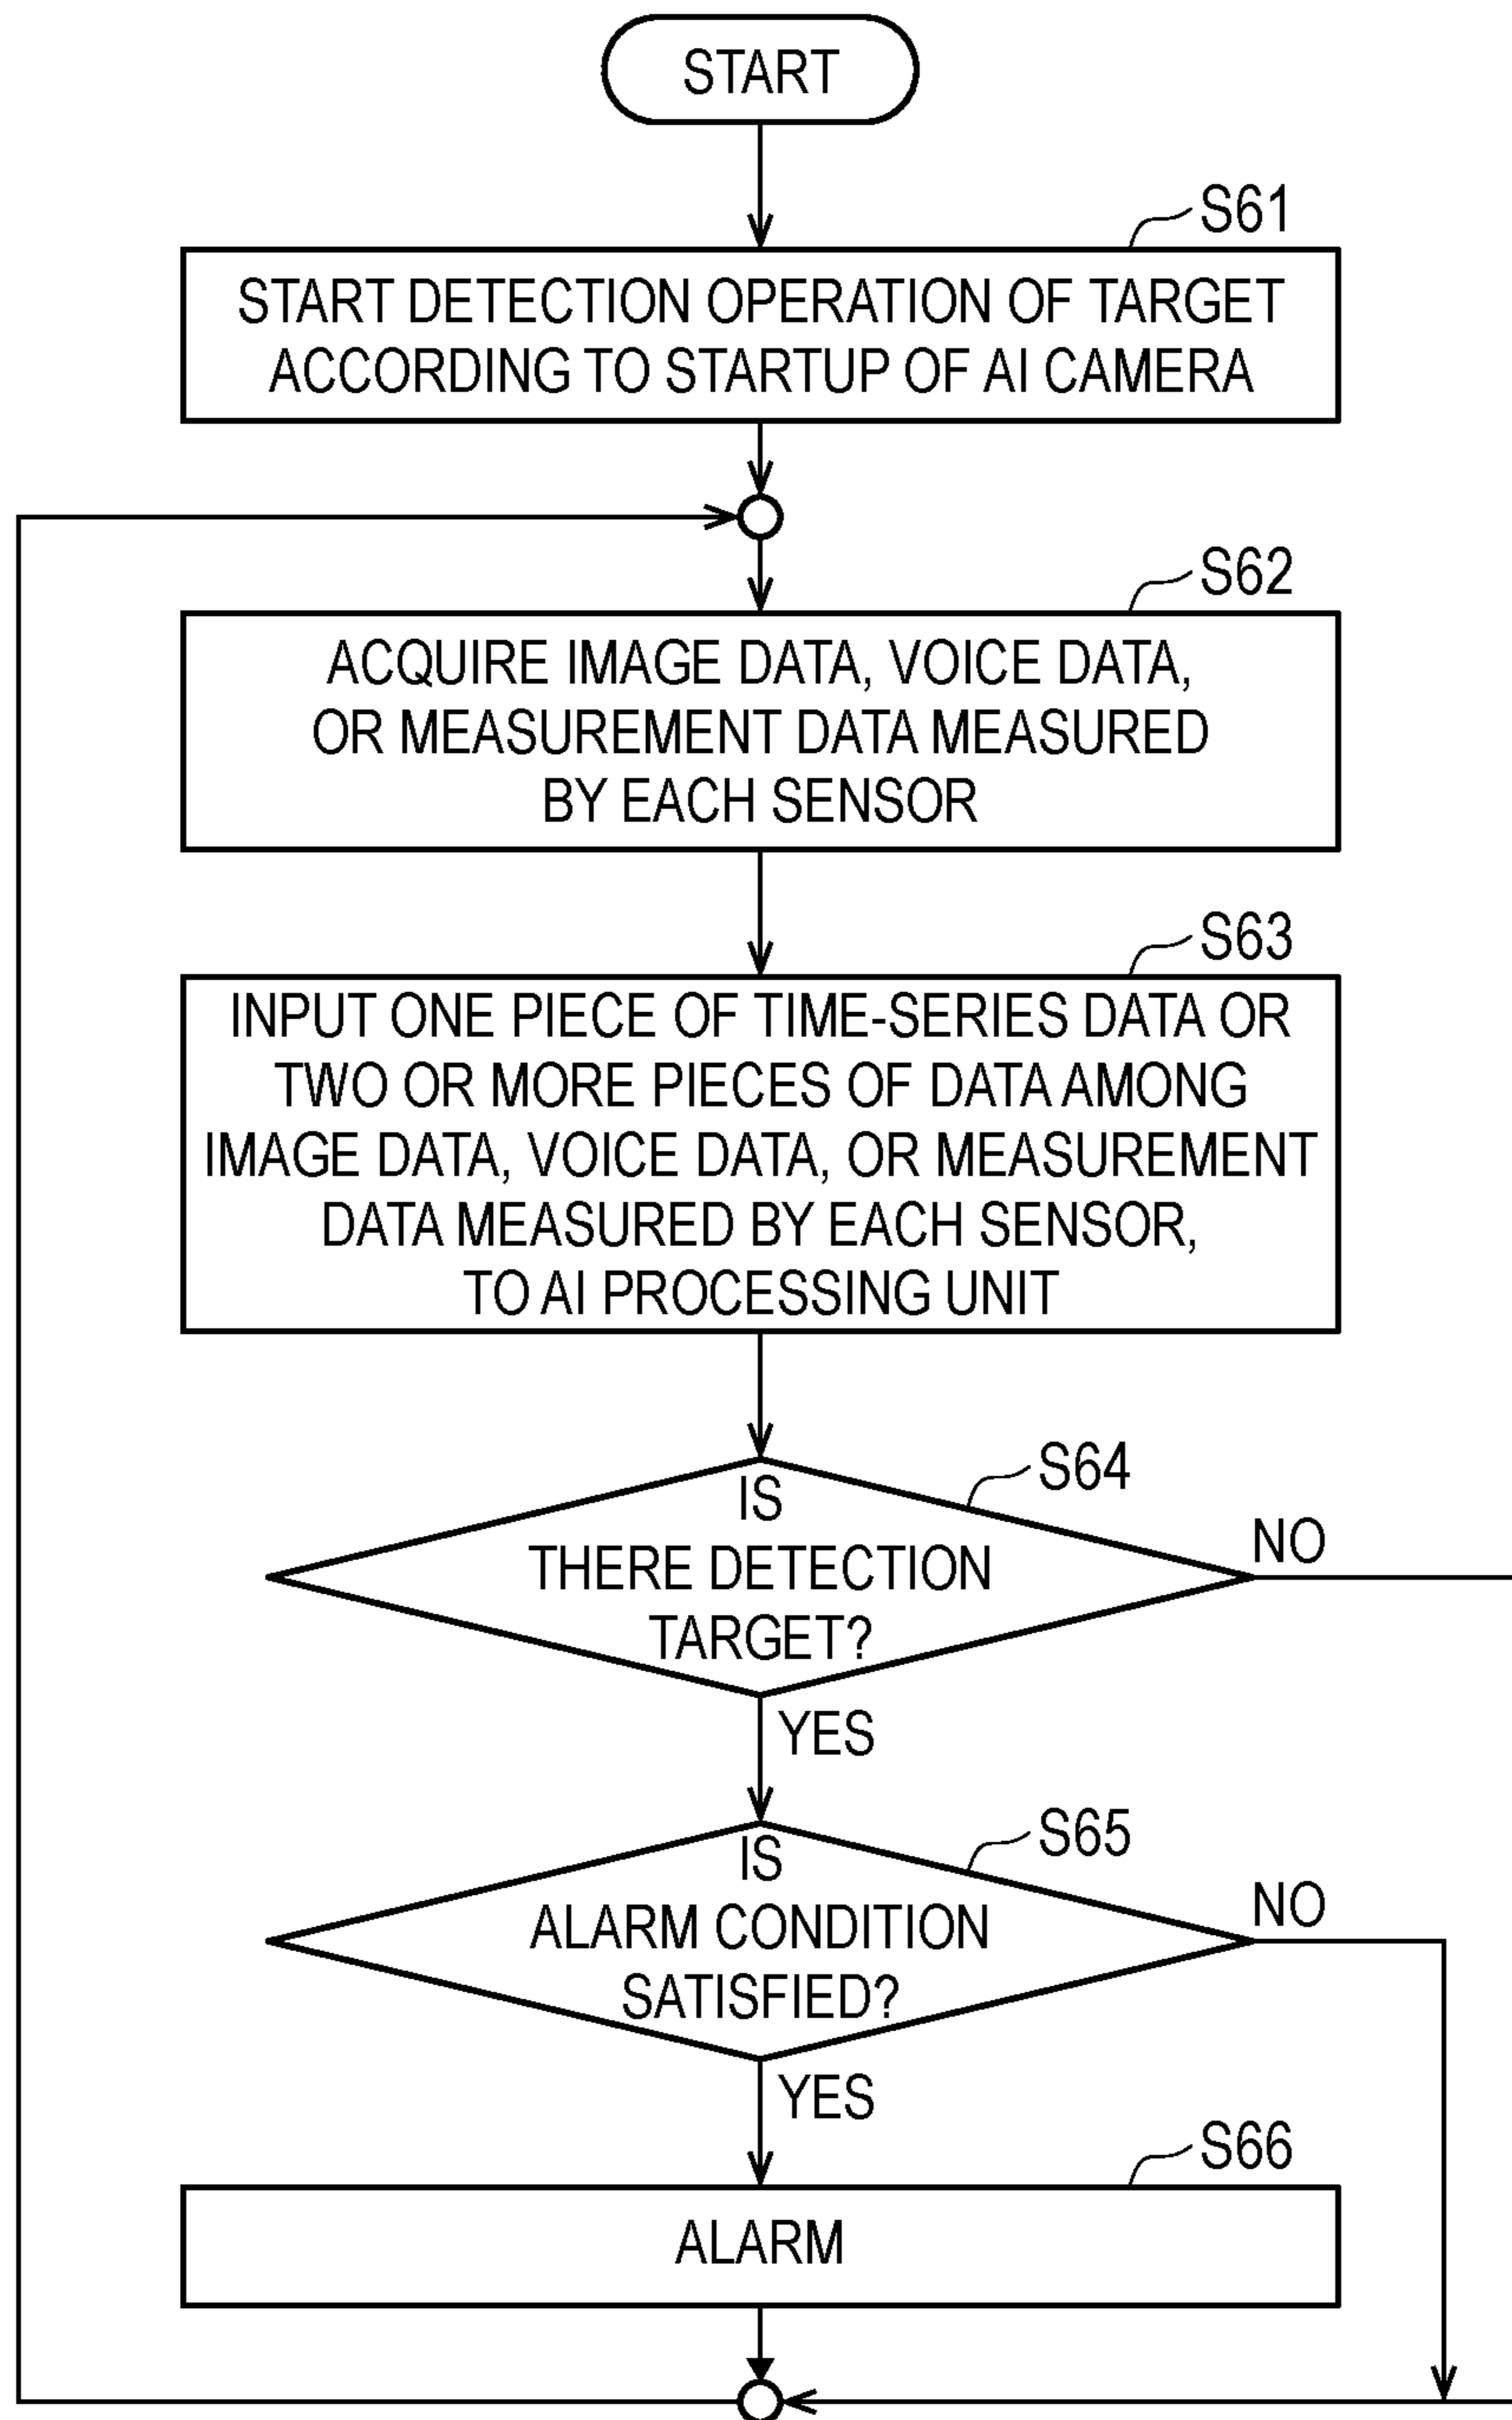 START
S61
START DETECTION OPERATION OF TARGET
ACCORDING TO STARTUP OF AI CAMERA
S62
ACQUIRE IMAGE DATA, VOICE DATA,
OR MEASUREMENT DATA MEASURED
BY EACH SENSOR
S63
INPUT ONE PIECE OF TIME-SERIES DATA OR
TWO OR MORE PIECES OF DATA AMONG
IMAGE DATA, VOICE DATA, OR MEASUREMENT
DATA MEASURED BY EACH SENSOR,
TO AI PROCESSING UNIT
S64
IS
THERE DETECTION
TARGET?
NO
YES
S65
IS
ALARM CONDITION
SATISFIED?
NO
YES
S66
ALARM